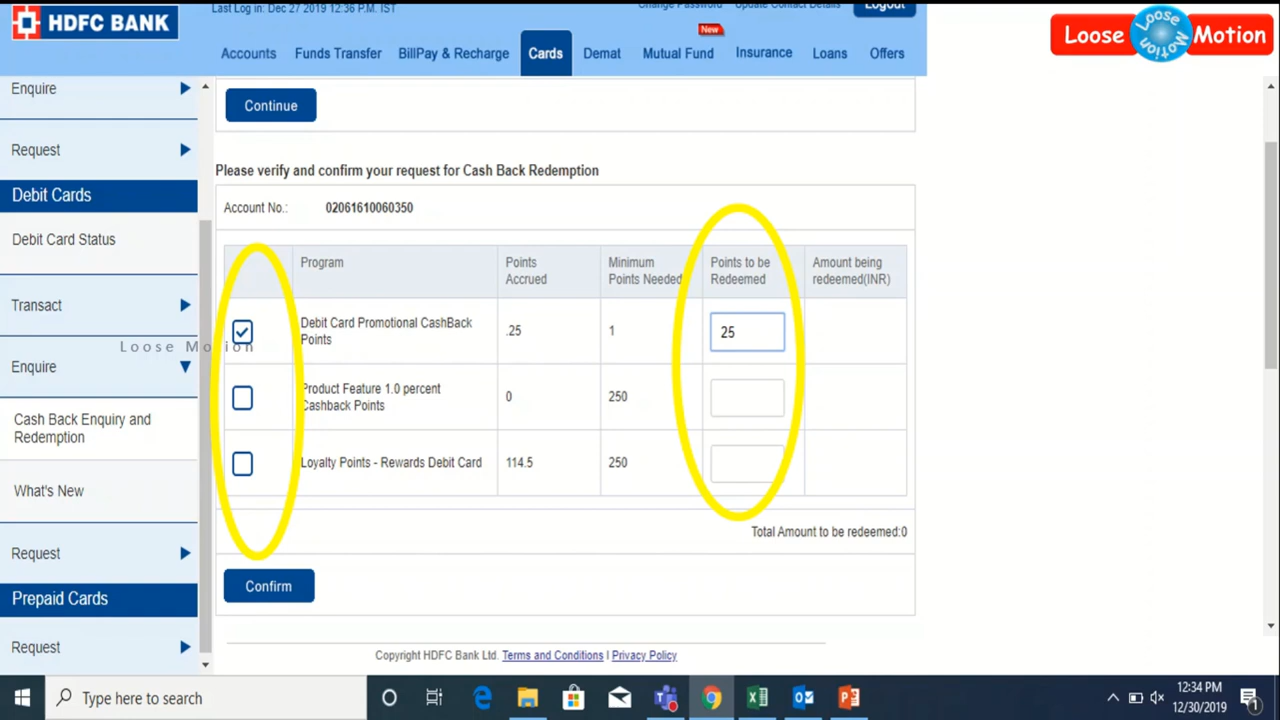 Last Log in: Dec 27 2019 12:36 P.M. IST
Change Password
Update Contact Details
Logout
HDFC BANK
New
Accounts
Funds Transfer
BillPay & Recharge
Cards
Demat
Mutual Fund
Insurance
Loans
Offers
Loose
Loose
Motion
Motion
Enquire
Request
Debit Cards
Debit Card Status
Transact
Enquire
Cash Back Enquiry and
Redemption
What's New
Request
Prepaid Cards
Request
Continue
Please verify and confirm your request for Cash Back Redemption
Account No.: 02061610060350
Program
Points
Accrued
Minimum
Points Needed
Points to be
Redeemed
Amount being
redeemed(INR)
Debit Card Promotional CashBack
Points
.25
1
25
Loose Motion
Product Feature 1.0 percent
Cashback Points
0
250
Loyalty Points - Rewards Debit Card
114.5
250
Total Amount to be redeemed:0
Confirm
Copyright HDFC Bank Ltd. Terms and Conditions I Privacy Policy
Type here to search
12:34 PM
12/30/2019
1